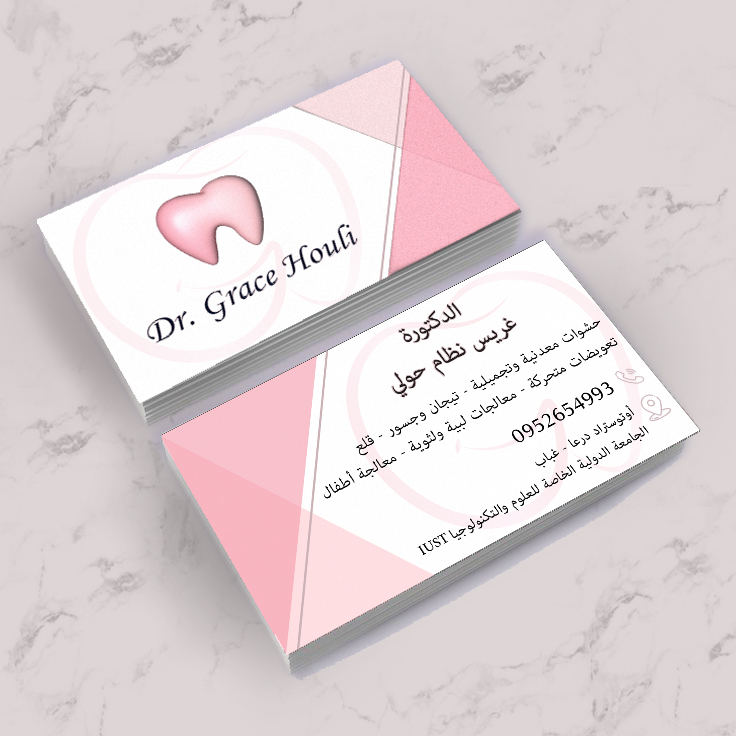 Dr. Grace Houli
الدكتورة
غريس نظام حولي
حشوات معدنية وتجميلية - تيجان وجسور - قلع
تعويضات متحركة - معالجات لبية ولثوية - معالجة أطفال
0952654993
أوتوستراد درعا - غباب
الجامعة الدولية الخاصة للعلوم والتكنولوجيا IUST